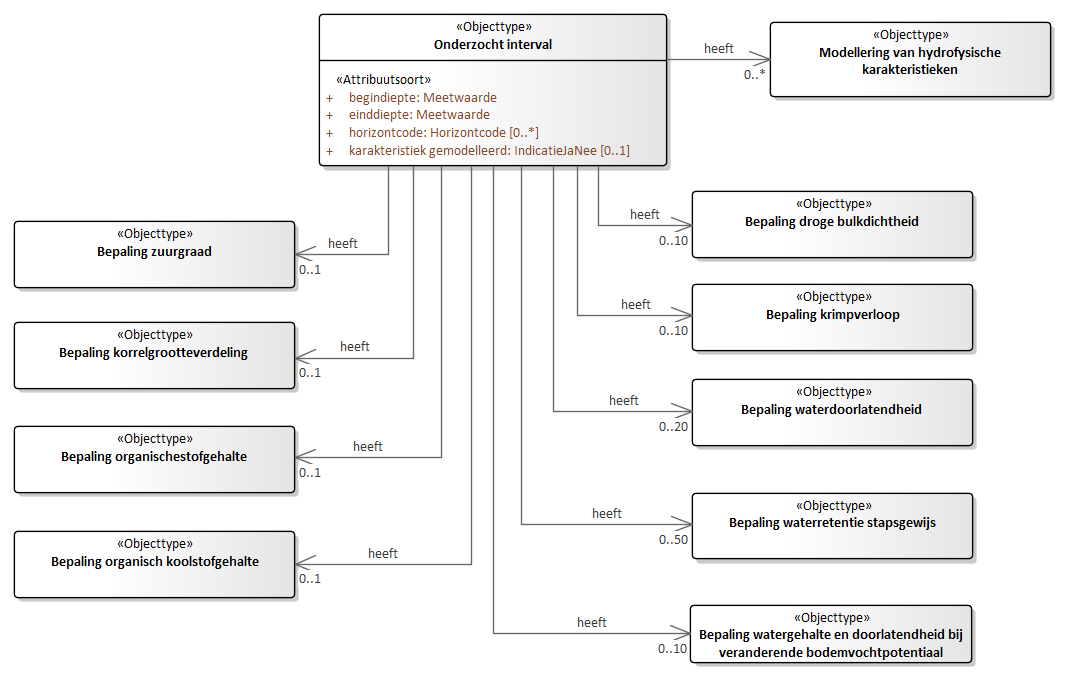 «Objecttype»
Onderzocht interval
«Attribuutsoort»
+ begindiepte: Meetwaarde
+ einddiepte: Meetwaarde
+ horizontcode: Horizontcode [0..*]
+ karakteristiek gemodelleerd: IndicatieJaNee [0..1]
heeft
0..*
«Objecttype»
Modellering van hydrofysische
karakteristieken
«Objecttype»
Bepaling zuurgraad
heeft
0..1
«Objecttype»
Bepaling korrelgrootteverdeling
heeft
0..1
«Objecttype»
Bepaling organischestofgehalte
heeft
0..1
«Objecttype»
Bepaling organisch koolstofgehalte
heeft
0..1
heeft
0..10
«Objecttype»
Bepaling droge bulkdichtheid
heeft
0..10
«Objecttype»
Bepaling krimpverloop
heeft
0..20
«Objecttype»
Bepaling waterdoorlatendheid
heeft
0..50
«Objecttype»
Bepaling waterretentie stapsgewijs
heeft
0..10
«Objecttype»
Bepaling watergehalte en doorlatendheid bij
veranderende bodemvochtpotentiaal